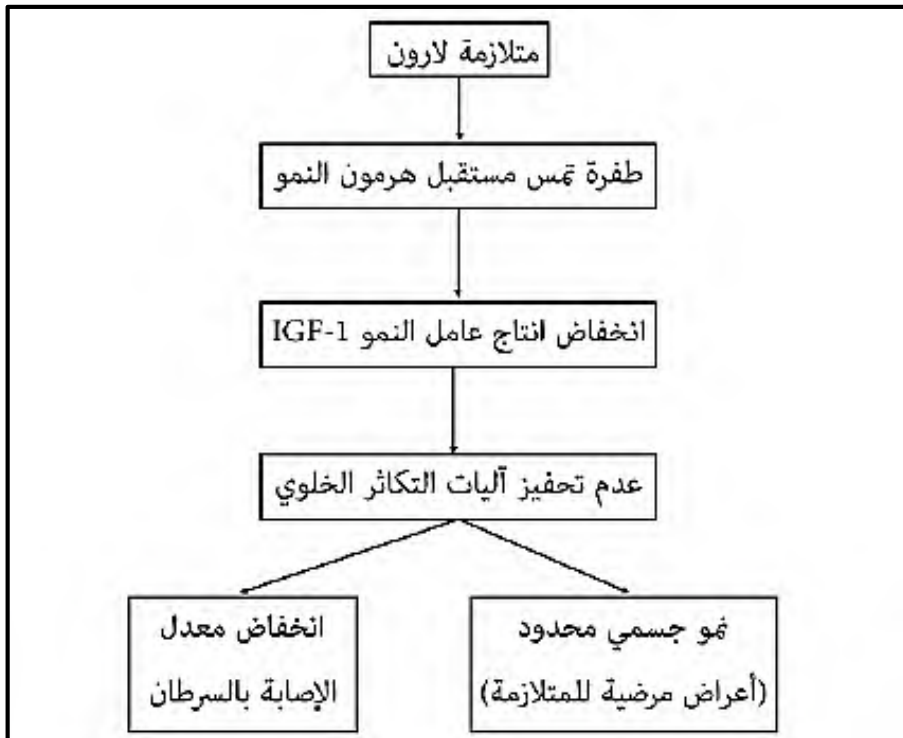 متلازمة لارون
طفرة تمس مستقبل هرمون النمو
انخفاض انتاج عامل النمو IGF-1
عدم تحفيز آليات التكاثر الخلوي
نمو جسمي محدود
(أعراض مرضية للمتلازمة)
انخفاض معدل
الإصابة بالسرطان